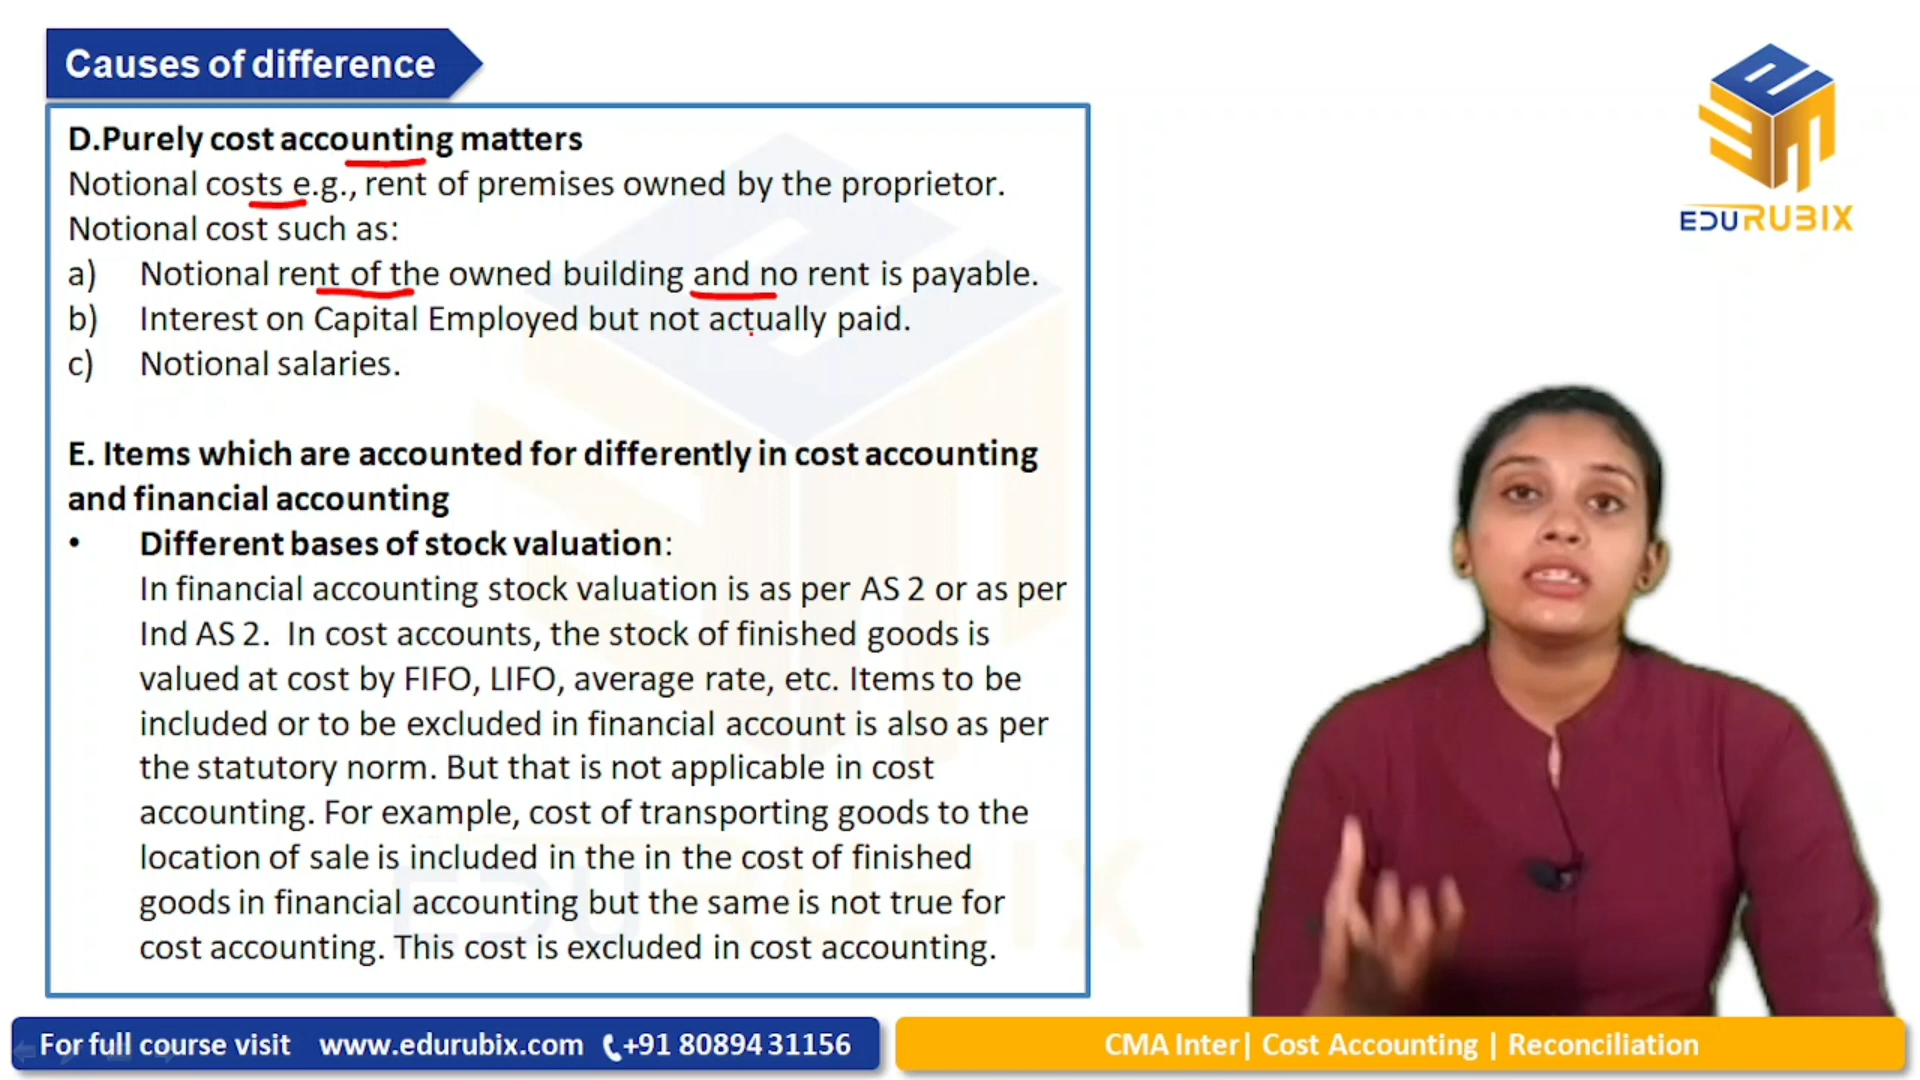 Causes of difference
EDURUBIX
D.Purely cost accounting matters
Notional costs e.g., rent of premises owned by the proprietor.
Notional cost such as:
a) Notional rent of the owned building and no rent is payable.
b) Interest on Capital Employed but not actually paid.
c) Notional salaries.
E. Items which are accounted for differently in cost accounting
and financial accounting
• Different bases of stock valuation:
In financial accounting stock valuation is as per AS 2 or as per
Ind AS 2. In cost accounts, the stock of finished goods is
valued at cost by FIFO, LIFO, average rate, etc. Items to be
included or to be excluded in financial account is also as per
the statutory norm. But that is not applicable in cost
accounting. For example, cost of transporting goods to the
location of sale is included in the in the cost of finished
goods in financial accounting but the same is not true for
cost accounting. This cost is excluded in cost accounting.
EDURUBIX
For full course visit www.edurubix.com +91 80894 31156
CMA Inter| Cost Accounting | Reconciliation